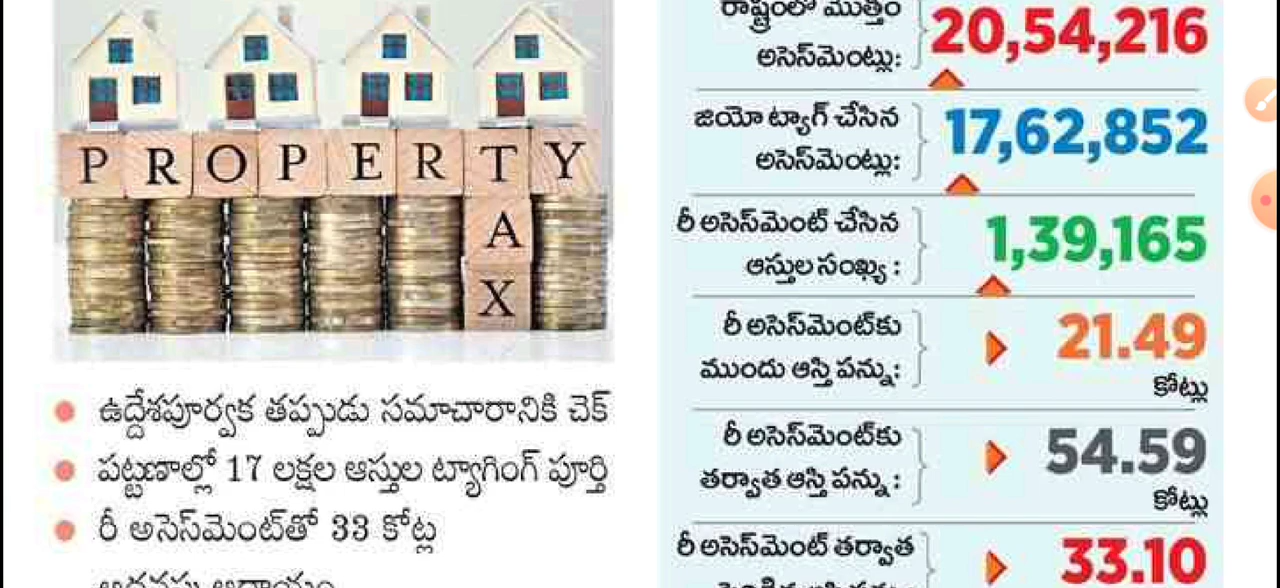 PROPERTY
TAX
ఉద్దేశపూర్వక తప్పుడు సమాచారానికి చెక్
పట్టణాల్లో 17 లక్షల ఆస్తుల ట్యాగింగ్ పూర్తి
రీ అసెస్‌మెంట్‌తో 33 కోట్ల
రాష్ట్రంలో మొత్తం
అసెస్‌మెంట్లు: 20,54,216
జియో ట్యాగ్ చేసిన
అసెస్‌మెంట్లు: 17,62,852
రీ అసెస్‌మెంట్ చేసిన
ఆస్తుల సంఖ్య : 1,39,165
రీ అసెస్‌మెంట్‌కు
ముందు ఆస్తి పన్ను: 21.49
కోట్లు
రీ అసెస్‌మెంట్‌కు
తర్వాత ఆస్తి పన్ను : 54.59
కోట్లు
రీ అసెస్‌మెంట్ తర్వాత
33.10